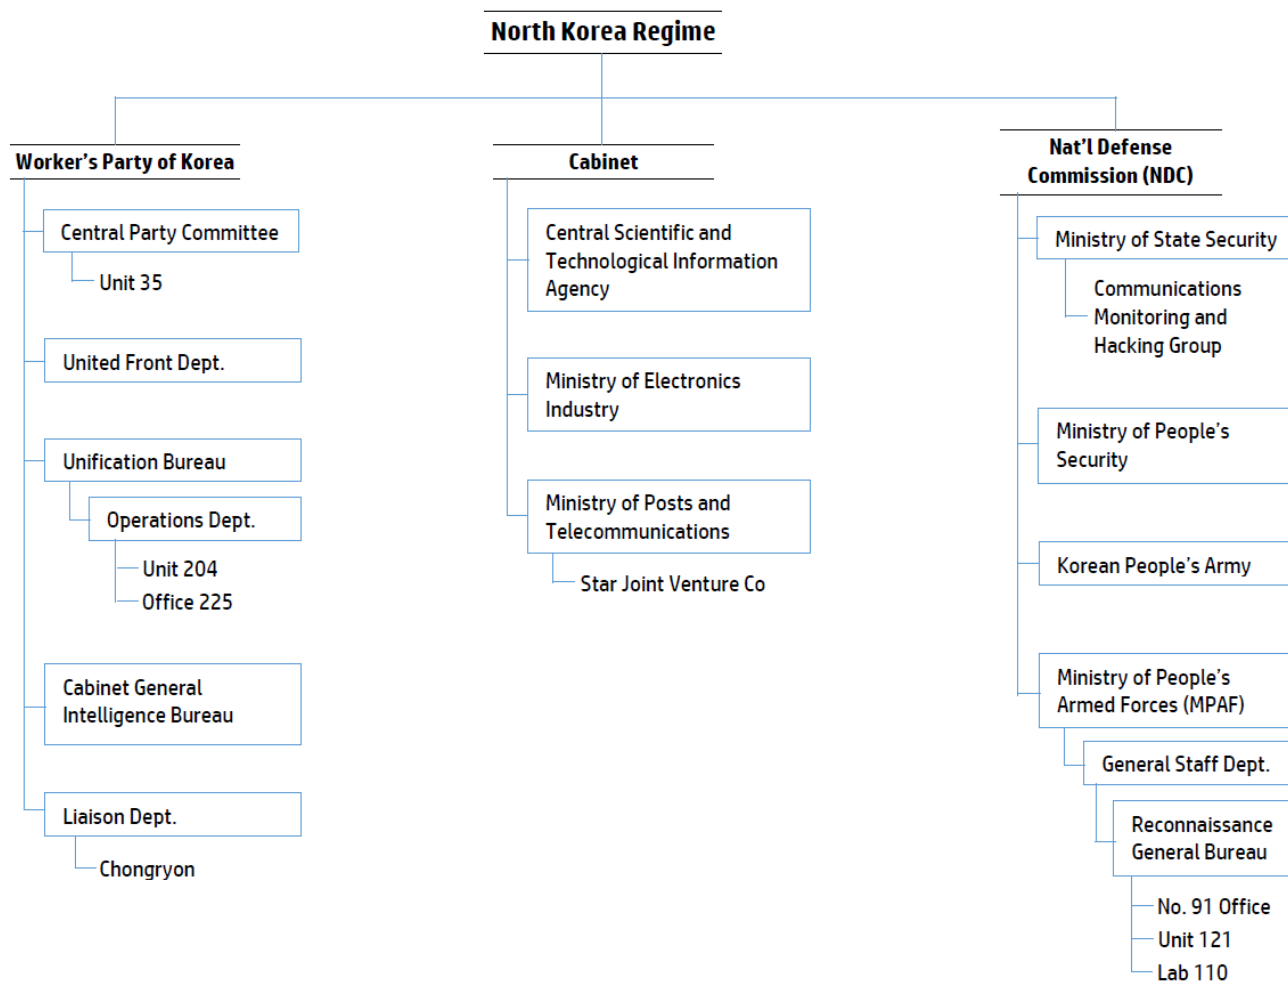 North Korea Regime
Worker's Party of Korea
Central Party Committee
Unit 35
United Front Dept.
Unification Bureau
Operations Dept.
Unit 204
Office 225
Cabinet General
Intelligence Bureau
Liaison Dept.
Chongryon
Cabinet
Central Scientific and
Technological Information
Agency
Ministry of Electronics
Industry
Ministry of Posts and
Telecommunications
Star Joint Venture Co
Nat'l Defense
Commission (NDC)
Ministry of State Security
Communications
Monitoring and
Hacking Group
Ministry of People's
Security
Korean People's Army
Ministry of People's
Armed Forces (MPAF)
General Staff Dept.
Reconnaissance
General Bureau
No. 91 Office
Unit 121
Lab 110